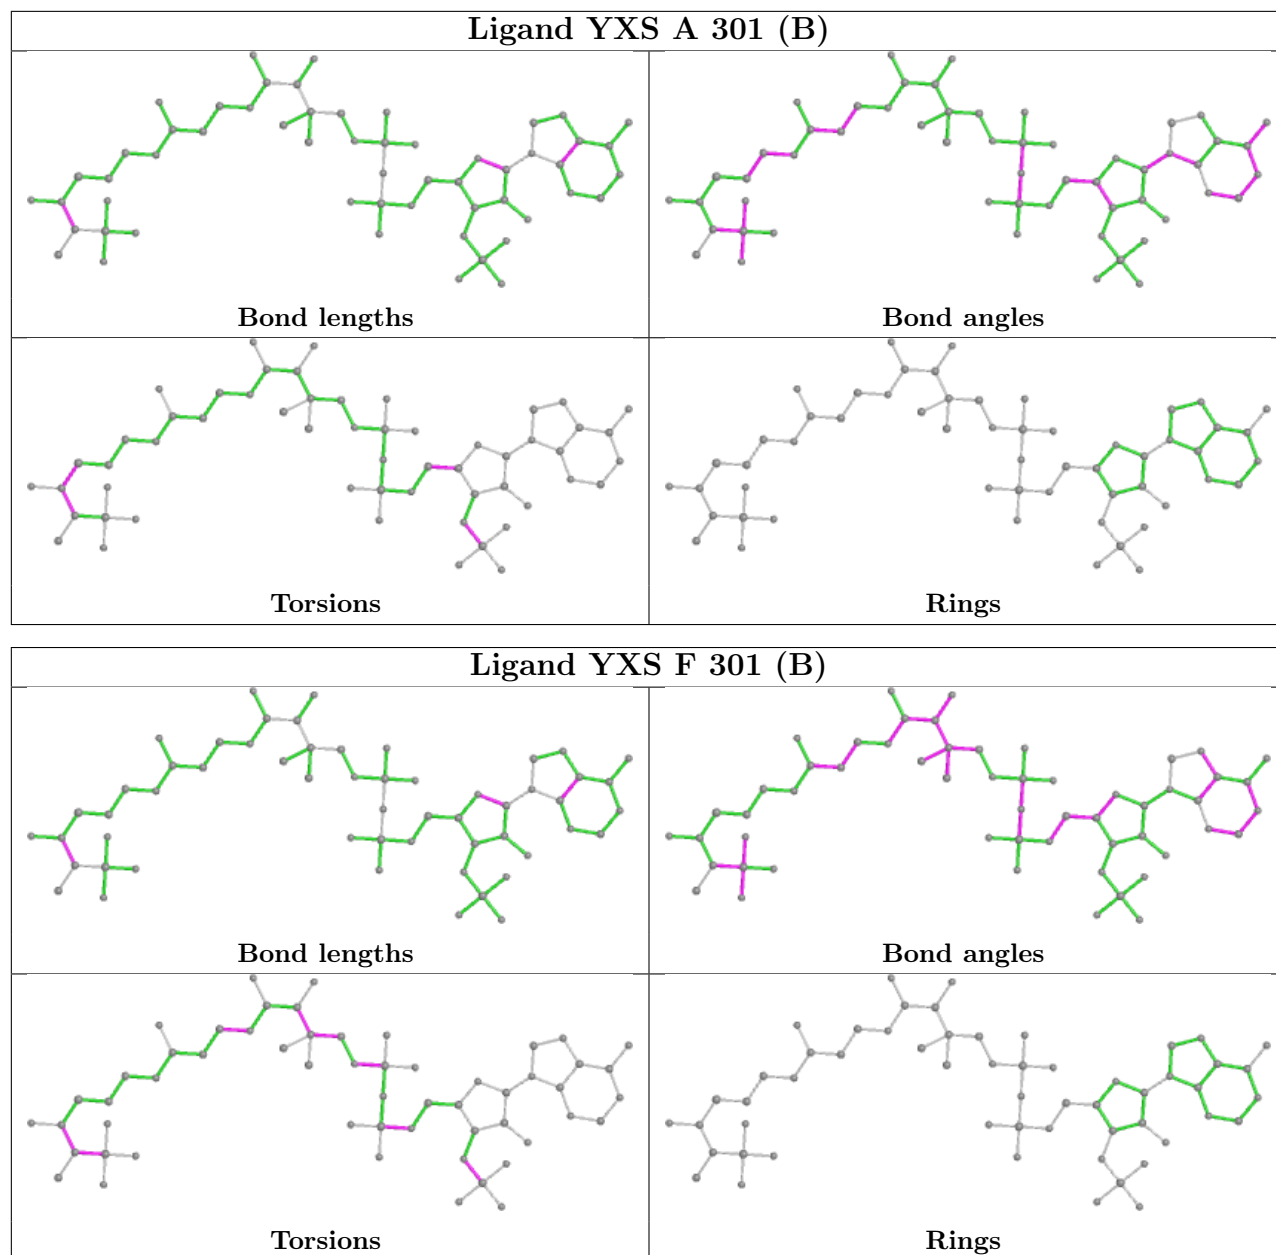 Ligand YXS A 301 (B)
Bond lengths
Bond angles
Torsions
Rings
Ligand YXS F 301 (B)
Bond lengths
Bond angles
Torsions
Rings